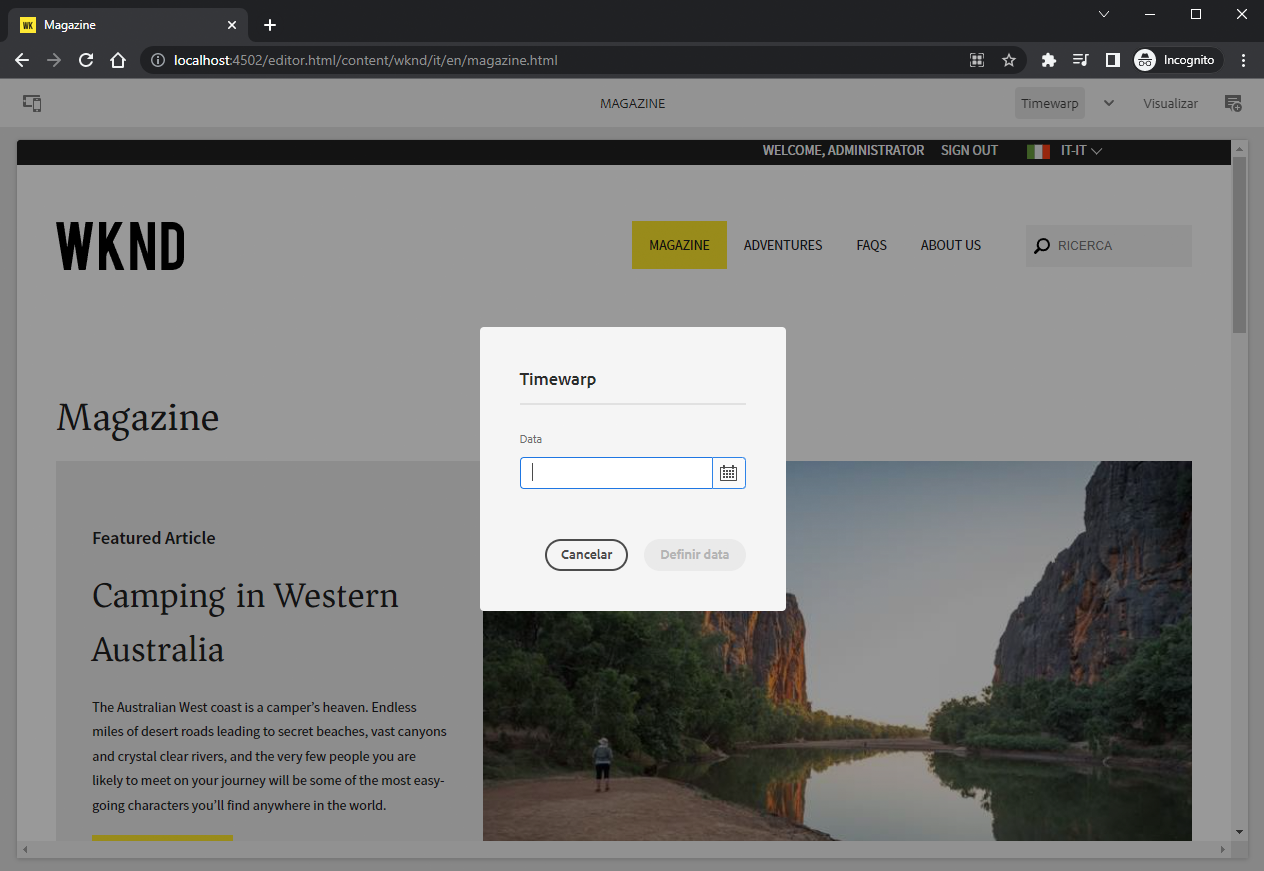 WK Magazine
localhost:4502/editor.html/content/wknd/it/en/magazine.html
Incognito
MAGAZINE
Timewarp
Visualizar
WELCOME, ADMINISTRATOR SIGN OUT IT-IT
WKND
MAGAZINE ADVENTURES FAQS ABOUT US RICERCA
Magazine
Featured Article
Camping in Western
Australia
The Australian West coast is a camper’s heaven. Endless
miles of desert roads leading to secret beaches, vast canyons
and crystal clear rivers, and the very few people you are
likely to meet on your journey will be some of the most easy-
going characters you’ll find anywhere in the world.
Timewarp
Data
Cancelar Definir data